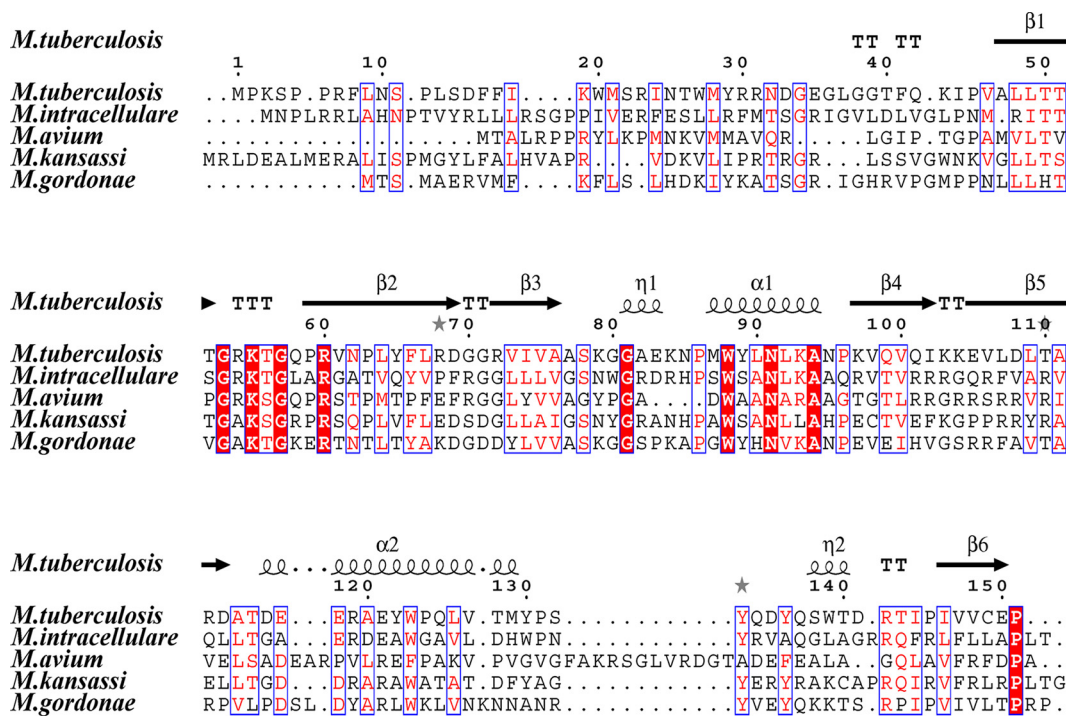 M.tuberculosis TT TT β1
1 10 20 30 40 50
M.tuberculosis ..MPKSP.PRFLNS.PLSDFFI....KWMSRINTWMYRRNDGEGLGGTFQ.KIPVALLTT
M.intracellulare ....MNPLRRLAHNPTVYRLLLRSGPPIVERFESLLRFMTSGRIGVLDLVGLPNM.RITT
M.avium ...................MTALRPPRYLKPMNKVMMAVQR.....LGIP.TGPAMVLTV
M.kansassi MRLDEALMERALISPMGYLFALHVAPR....VDKVLIPRTRGR..LSSVGWNKVGLLTS
M.gordonae ...........MTS.MAERVMF....KFLS.LHDKIYKATSGR.IGHRVPGMPPNLLLHT
M.tuberculosis TTT β2 TT β3 η1 α1 β4 TT β5
60 70 80 90 100 110
M.tuberculosis TGRKTGQPRVNPLYFLRDGGRVIVAASKGGAEKNPMWYLNLKANPKVQVQIKKEVLDLTA
M.intracellulare SGRKTGLARGATVQYVPFRGGLLLVGSNWGRDRHPSWSANLKAAQRVTVRRRGQRFVARV
M.avium PGRKSGQPRSTPMTPFEFRGGLYVVAGYPGA...DWAANARAAGTGTLRRGRRSRRVRI
M.kansassi TGAKSGRPRSQPLVFLEDSDGLLAIGSNYGRANHPAWSANLLAHPECTVEFKGPPRRYRA
M.gordonae VGAKTGKERTNTLTYAKDGDDYLVVASKGGSPKAPGWYHNVKANPEVEIHVGSRRFAVTA
M.tuberculosis α2 η2 TT β6
120 130 140 150
M.tuberculosis RDATDE...ERAEYWPQLV.TMYPS...........YQDYQSWTD.RTIPIVVCEP....
M.intracellulare QLLTGA...ERDEAWGAVL.DHWPN...........YRVAQGLAGRRQFRLFLLAPLT..
M.avium VELSADEARPVLREFPAKV.PVGVGFAKRSGLVRDGTADEFEALA.GQLAVFRFDPA...
M.kansassi ELLTGD...DRARAWATAT.DFYAG...........YERYRAKCAPRQIRVFRLRPLTG
M.gordonae RPVLPDSL.DYARLWKLVNKNNANR...........YVEYQKKTSRPIPVIVLTPRP..